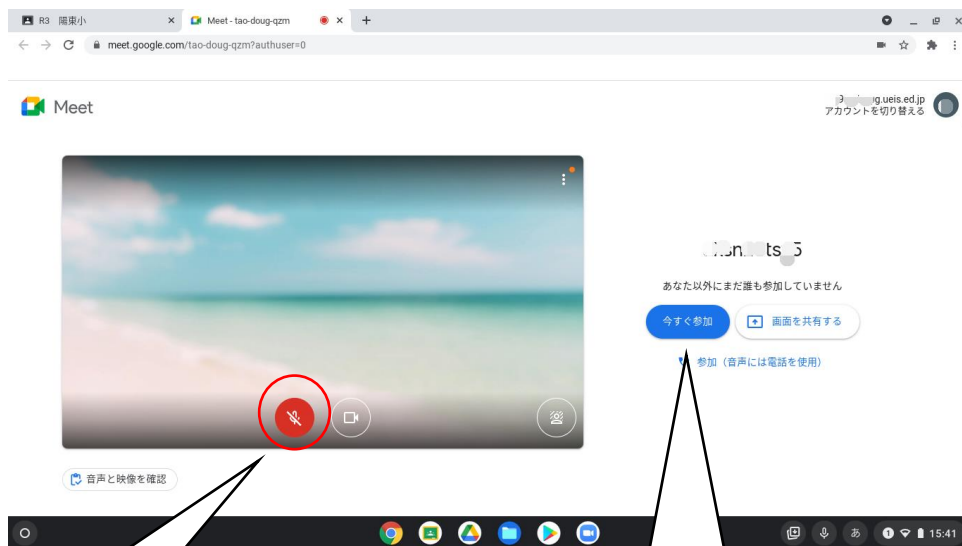 R3 陽東小
Meet - tao-doug-qzm
meet.google.com/tao-doug-qzm?authuser=0
Meet
g.ueis.ed.jp
アカウントを切り替える
あなた以外にまだ誰も参加していません
今すぐ参加
画面を共有する
参加（音声には電話を使用）
音声と映像を確認
あ
1
15:41